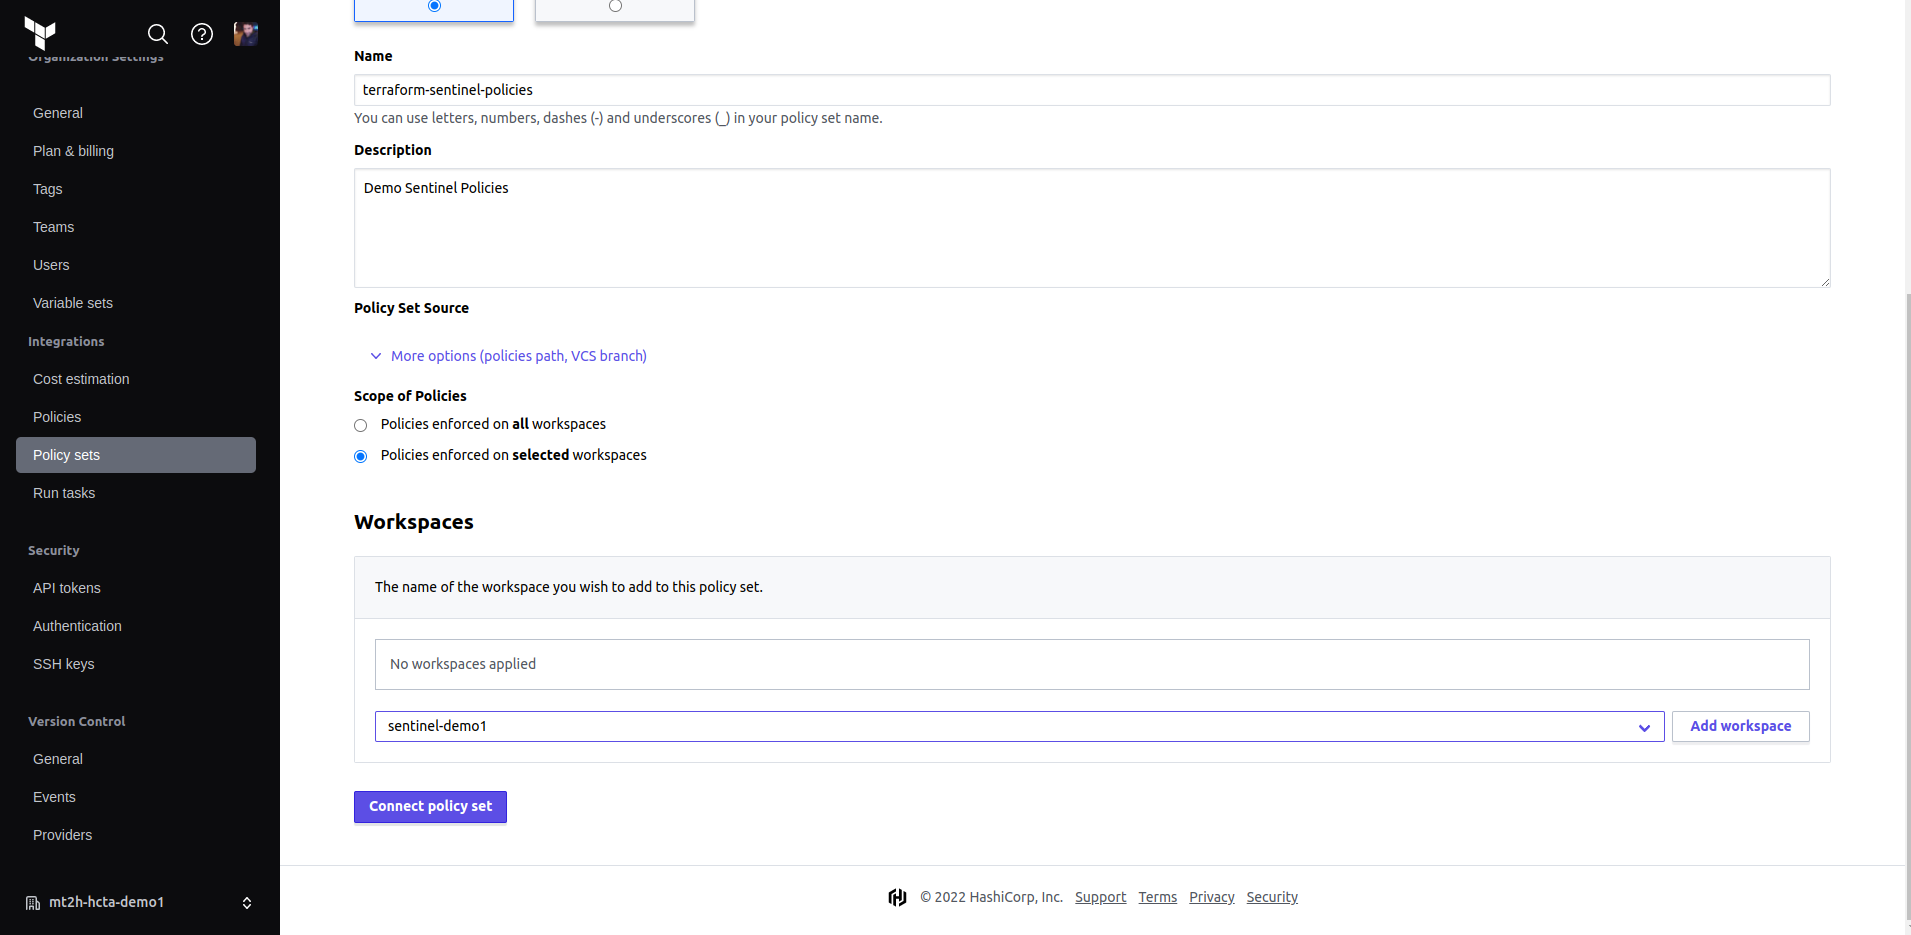 Organization Settings
General
Plan & billing
Tags
Teams
Users
Variable sets
Integrations
Cost estimation
Policies
Policy sets
Run tasks
Security
API tokens
Authentication
SSH keys
Version Control
General
Events
Providers
mt2h-hcta-demo1
Name
terraform-sentinel-policies
You can use letters, numbers, dashes (-) and underscores (_) in your policy set name.
Description
Demo Sentinel Policies
Policy Set Source
More options (policies path, VCS branch)
Scope of Policies
Policies enforced on all workspaces
Policies enforced on selected workspaces
Workspaces
The name of the workspace you wish to add to this policy set.
No workspaces applied
sentinel-demo1
Add workspace
Connect policy set
© 2022 HashiCorp, Inc. Support Terms Privacy Security